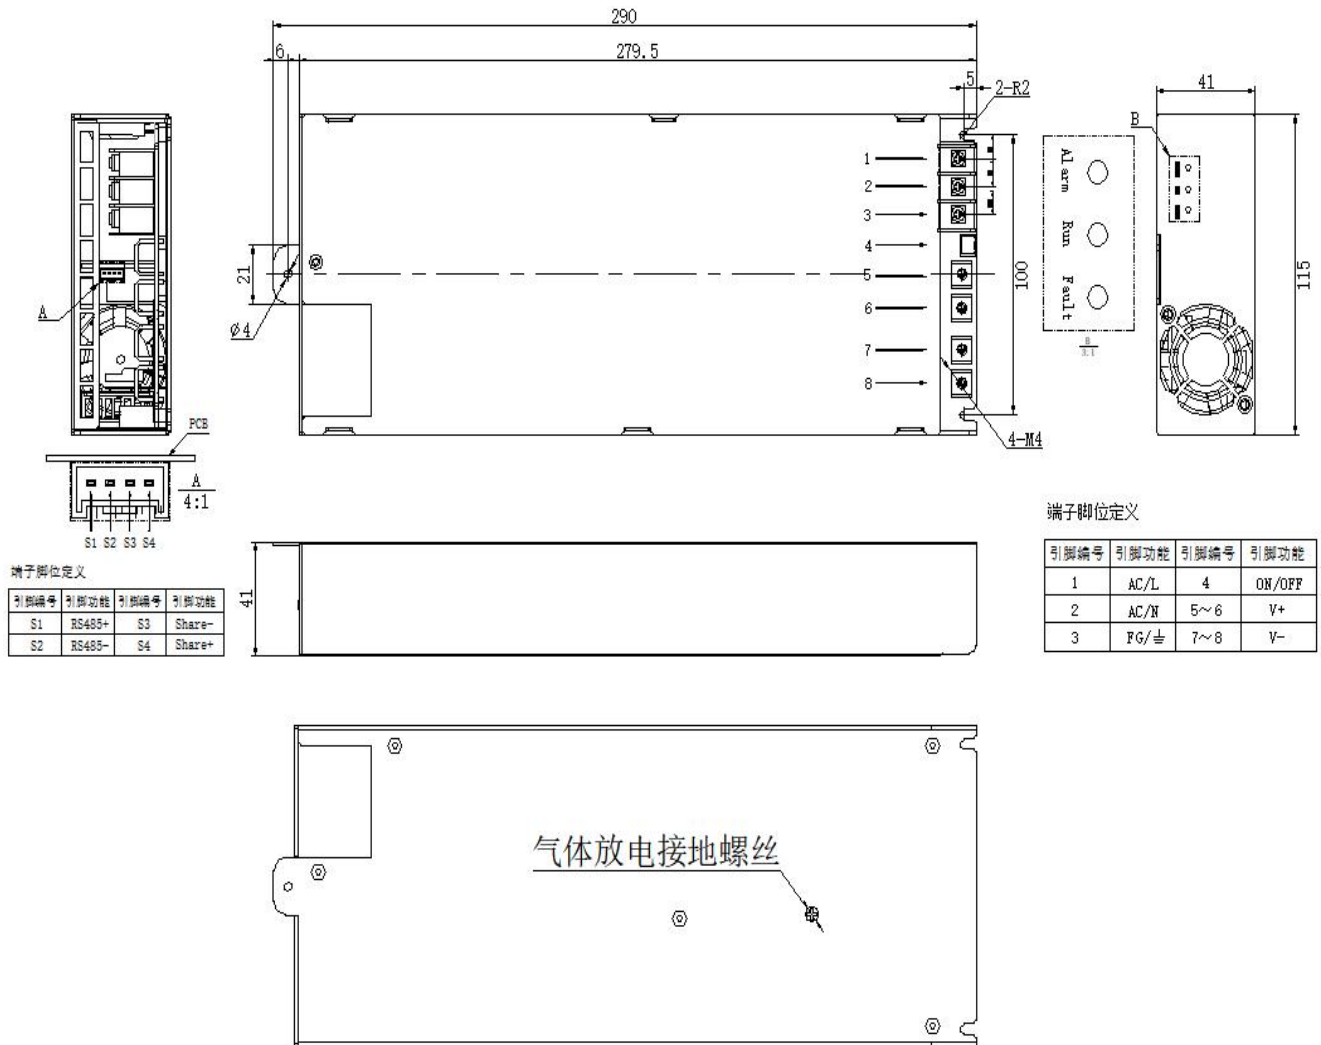 290
6
279.5
5
2-R2
41
B
1
2
3
4
5
6
7
8
Alarm
Run
Fault
B
3:1
100
115
21
Ø4
A
4-M4
PCB
A
4:1
S1 S2 S3 S4
端子脚位定义
引脚编号 引脚功能 引脚编号 引脚功能
S1 RS485+ S3 Share-
S2 RS485- S4 Share+
41
端子脚位定义
引脚编号 引脚功能 引脚编号 引脚功能
1 AC/L 4 ON/OFF
2 AC/N 5～6 V+
3 FG/⏚ 7～8 V-
气体放电接地螺丝